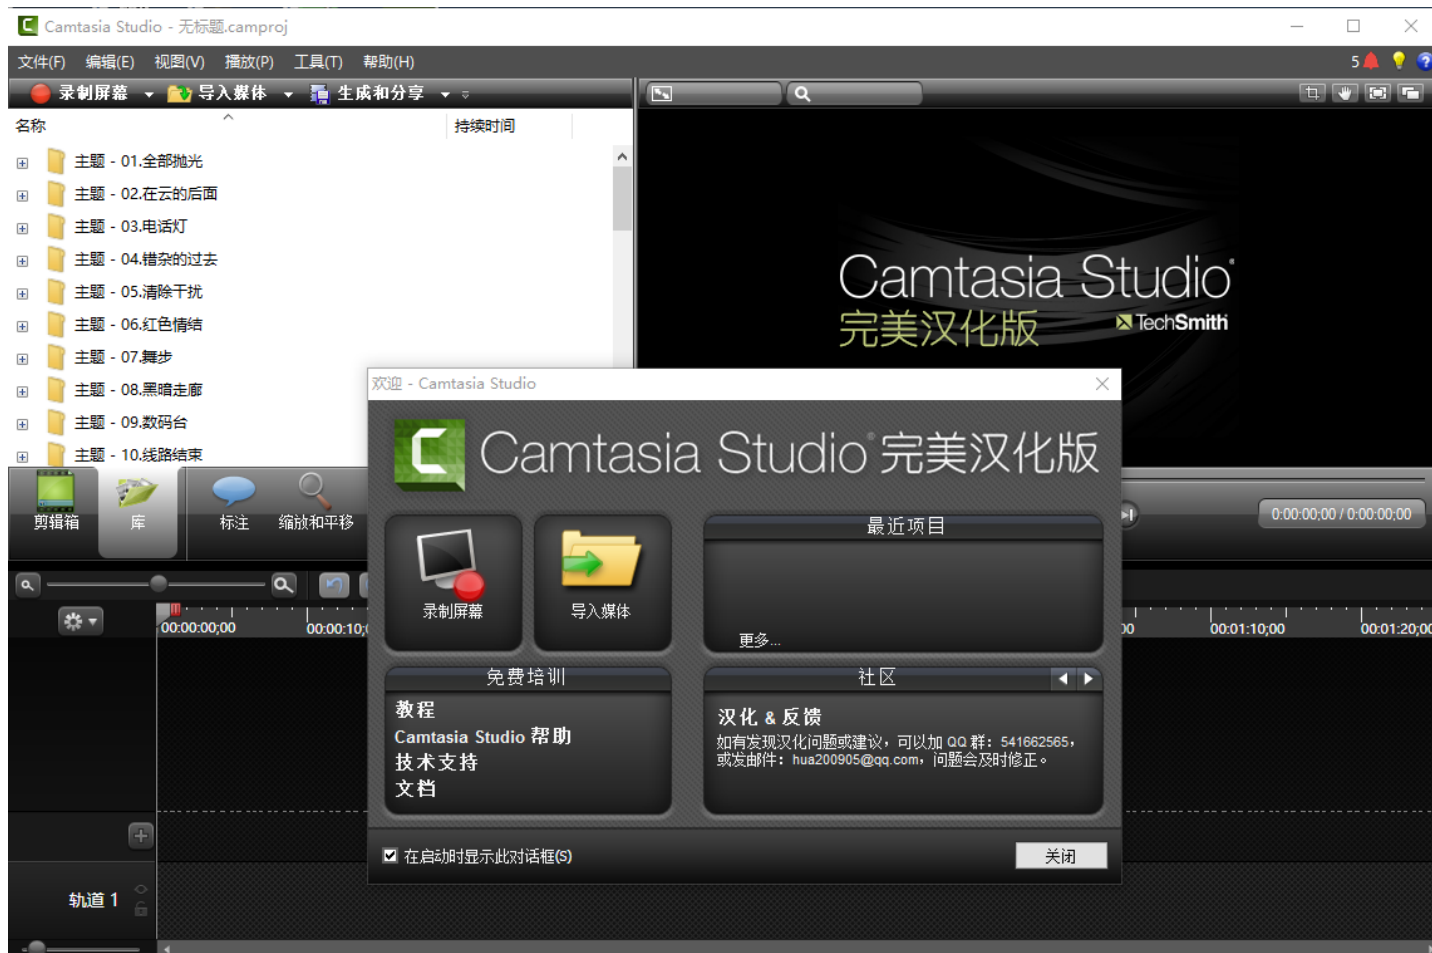 Camtasia Studio - 无标题.camproj
文件(F) 编辑(E) 视图(V) 播放(P) 工具(T) 帮助(H) 5
录制屏幕 导入媒体 生成和分享
名称 持续时间
主题 - 01.全部抛光
主题 - 02.在云的后面
主题 - 03.电话灯
主题 - 04.错杂的过去
主题 - 05.清除干扰
主题 - 06.红色情结
主题 - 07.舞步
主题 - 08.黑暗走廊
主题 - 09.数码台
主题 - 10.线路结束
Camtasia Studio
完美汉化版 TechSmith
剪辑箱 库 标注 缩放和平移
0:00:00;00 / 0:00:00;00
00:00:00;00 00:00:10;0 00 00:01:10;00 00:01:20;00
轨道 1
欢迎 - Camtasia Studio
Camtasia Studio 完美汉化版
录制屏幕 导入媒体
最近项目
更多...
免费培训
教程
Camtasia Studio 帮助
技术支持
文档
社区
汉化 & 反馈
如有发现汉化问题或建议，可以加 QQ 群：541662565，
或发邮件：hua200905@qq.com，问题会及时修正。
在启动时显示此对话框(S)
关闭